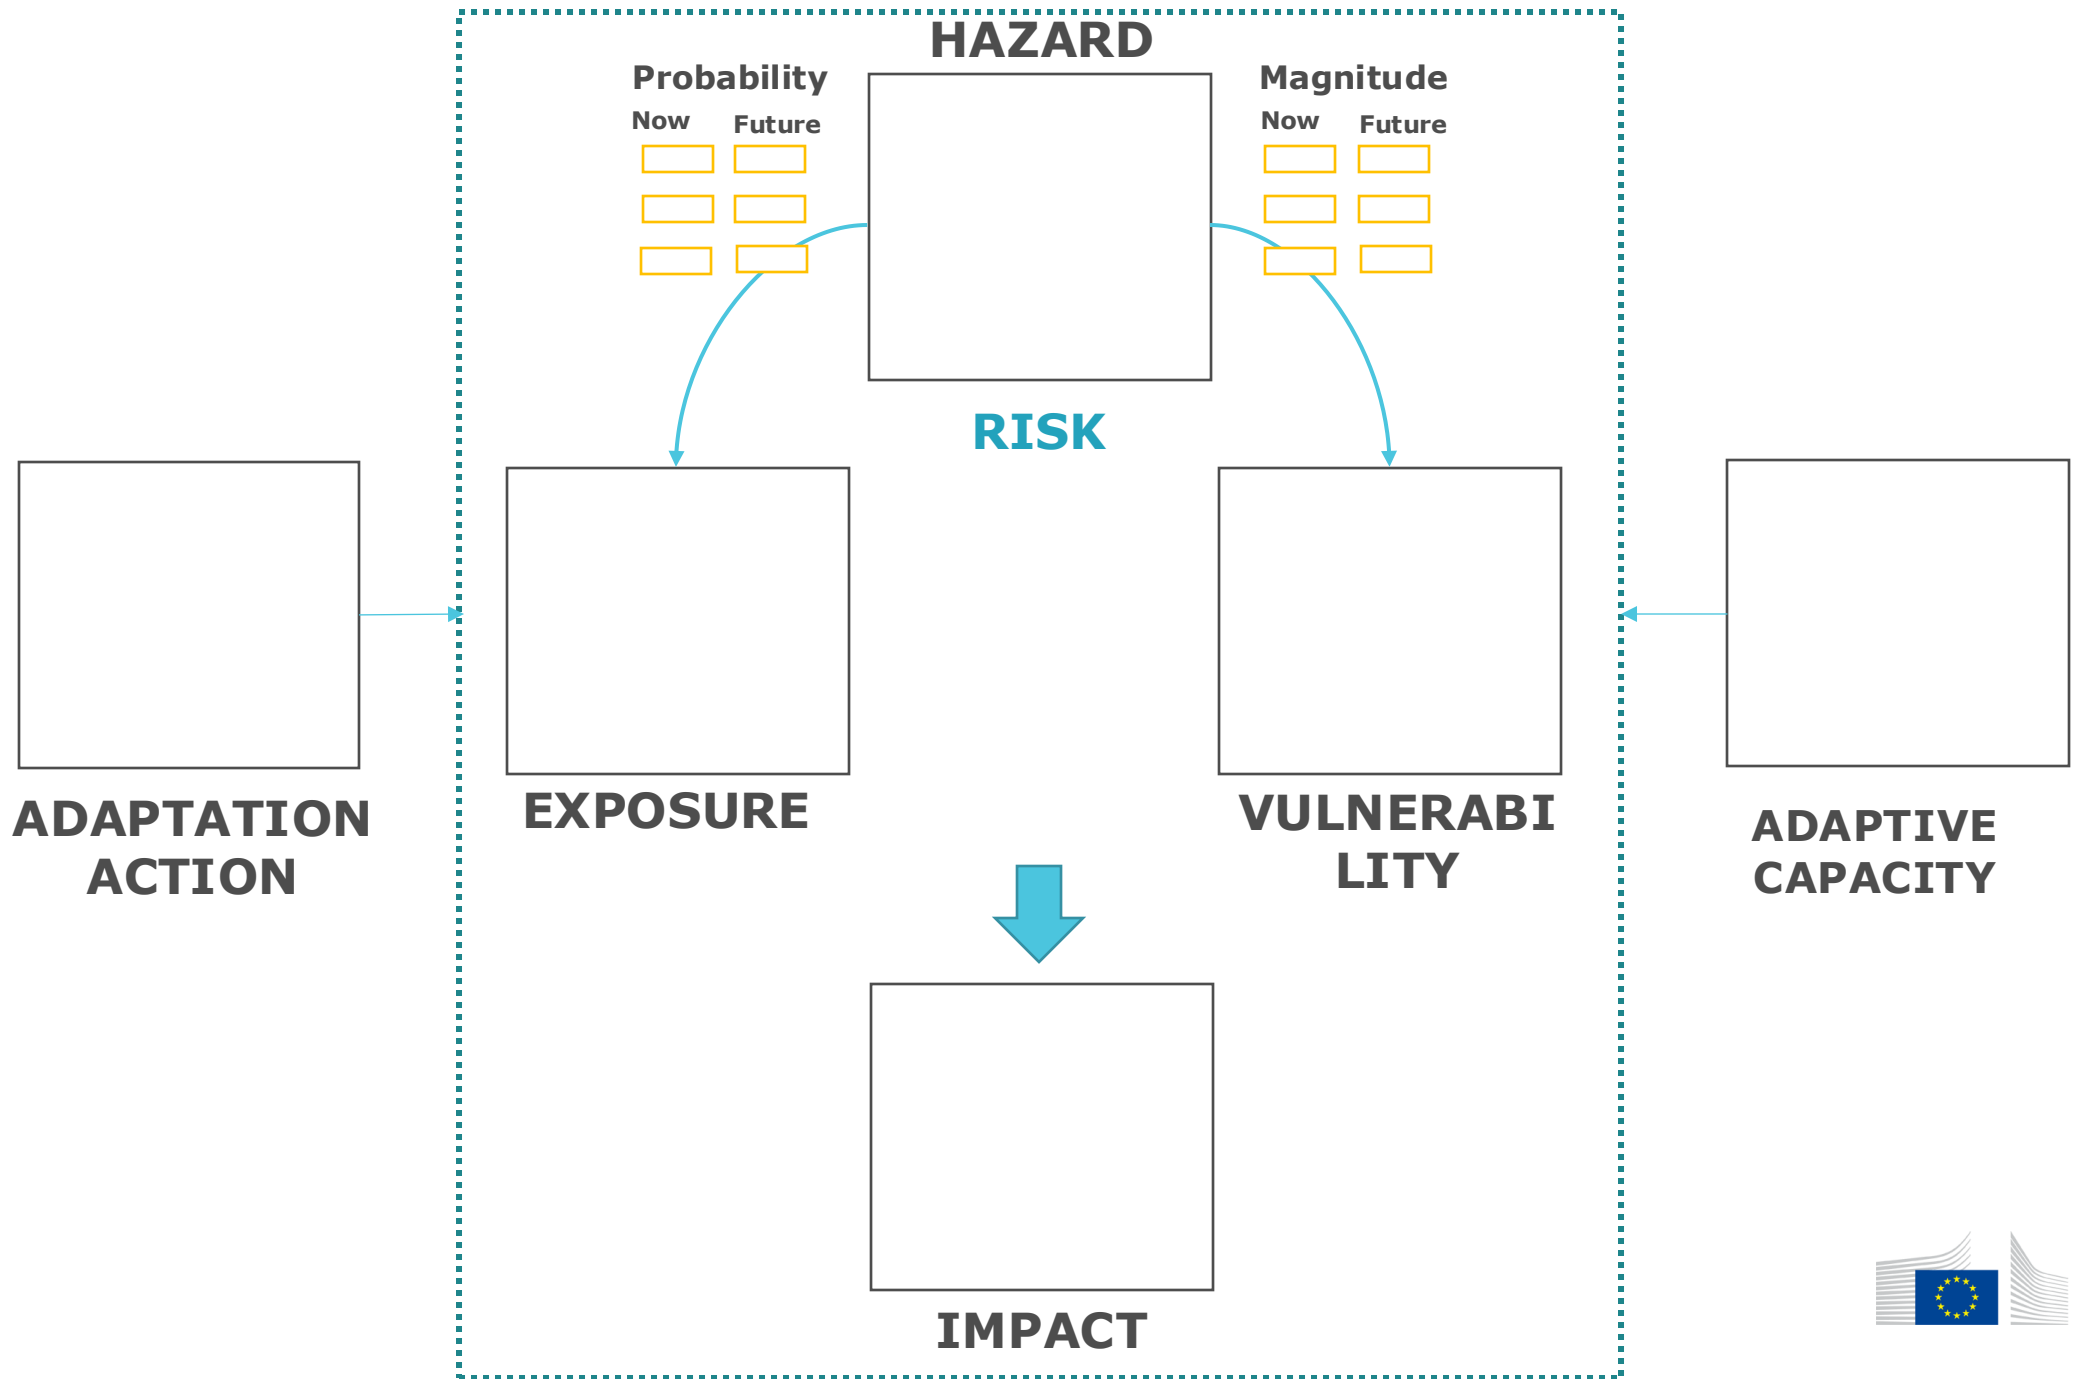 HAZARD
Probability
Magnitude
Now
Future
Now
Future
RISK
ADAPTATION
ACTION
EXPOSURE
VULNERABI
LITY
ADAPTIVE
CAPACITY
IMPACT